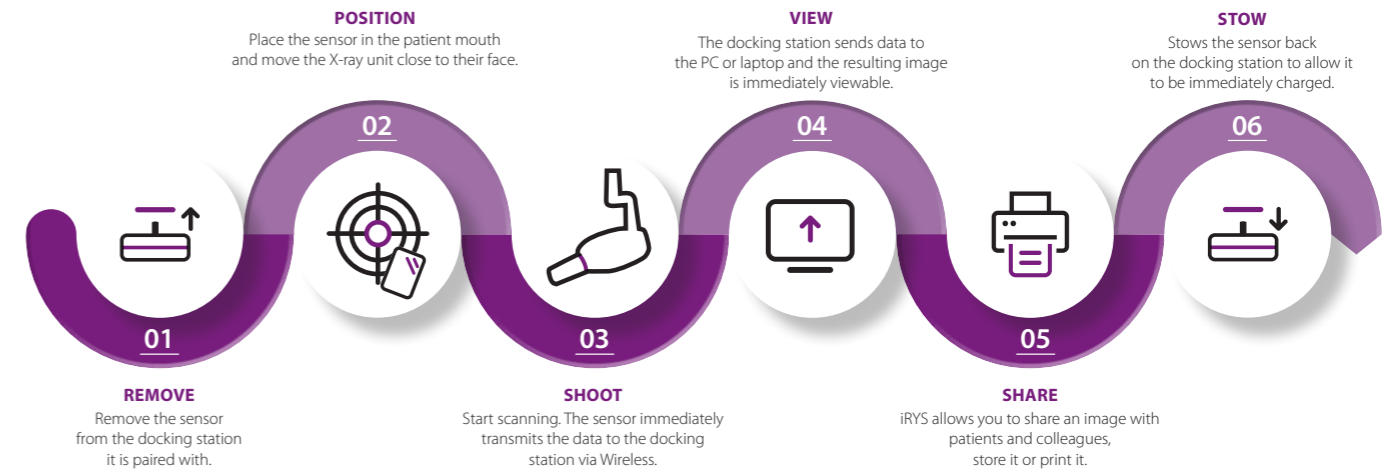 01
REMOVE
Remove the sensor
from the docking station
it is paired with.
POSITION
Place the sensor in the patient mouth
and move the X-ray unit close to their face.
02
03
SHOOT
Start scanning. The sensor immediately
transmits the data to the docking
station via Wireless.
VIEW
The docking station sends data to
the PC or laptop and the resulting image
is immediately viewable.
04
05
SHARE
iRYS allows you to share an image with
patients and colleagues,
store it or print it.
STOW
Stows the sensor back
on the docking station to allow it
to be immediately charged.
06